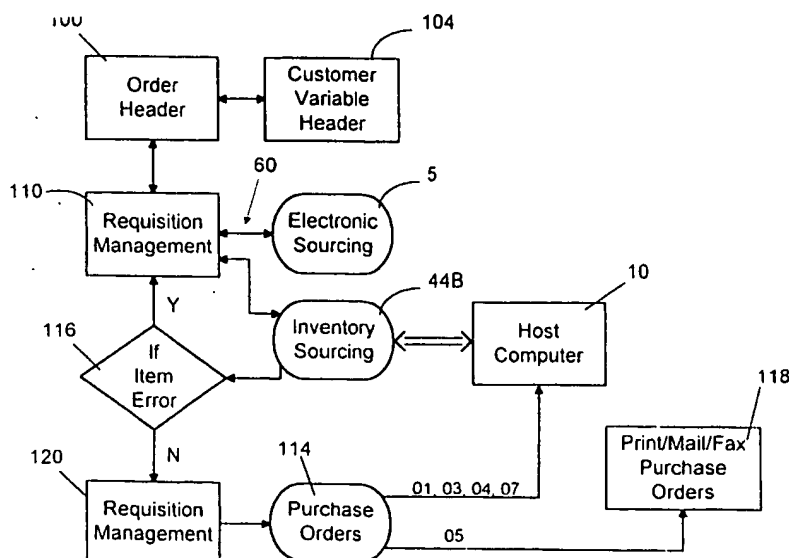 100
104
Order
Header
Customer
Variable
Header
110
60
5
Requisition
Management
Electronic
Sourcing
Y
44B
10
116
If
Item
Error
Inventory
Sourcing
Host
Computer
118
N
Print/Mail/Fax
Purchase
Orders
120
114
Requisition
Management
Purchase
Orders
01, 03, 04, 07
05